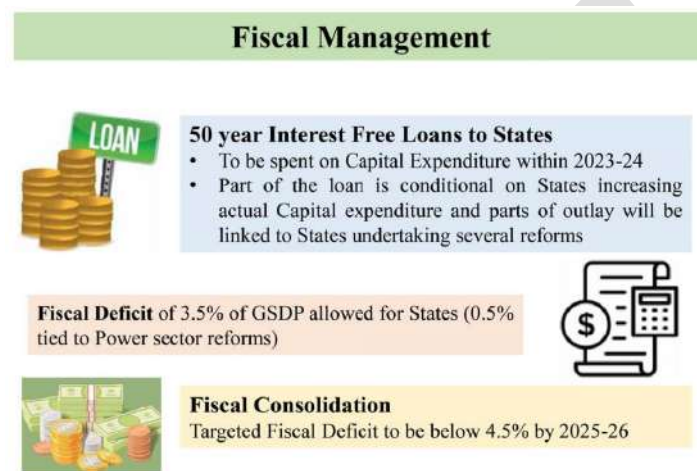 Fiscal Management
LOAN
50 year Interest Free Loans to States
• To be spent on Capital Expenditure within 2023-24
• Part of the loan is conditional on States increasing
actual Capital expenditure and parts of outlay will be
linked to States undertaking several reforms
Fiscal Deficit of 3.5% of GSDP allowed for States (0.5%
tied to Power sector reforms)
$
Fiscal Consolidation
Targeted Fiscal Deficit to be below 4.5% by 2025-26